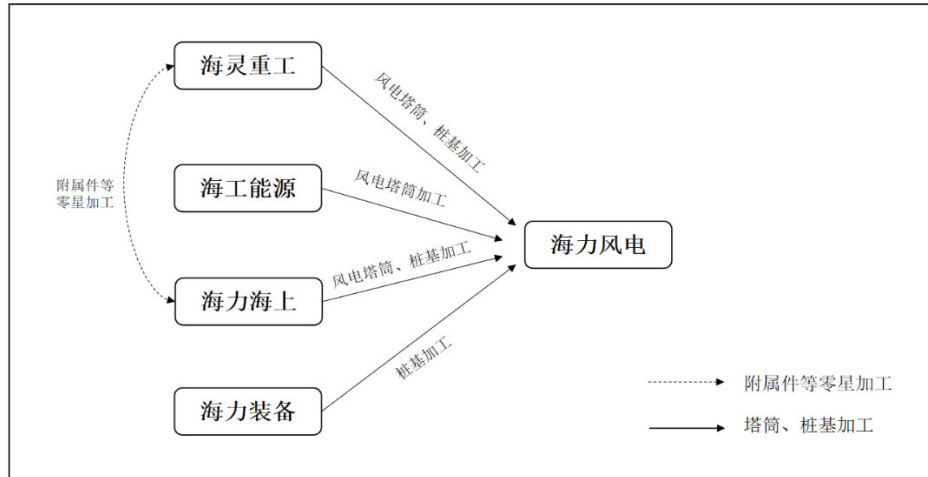 海灵重工
风电塔筒、桩基加工
附属件等
零星加工
海工能源
风电塔筒加工
海力风电
海力海上
风电塔筒、桩基加工
海力装备
桩基加工
附属件等零星加工
塔筒、桩基加工